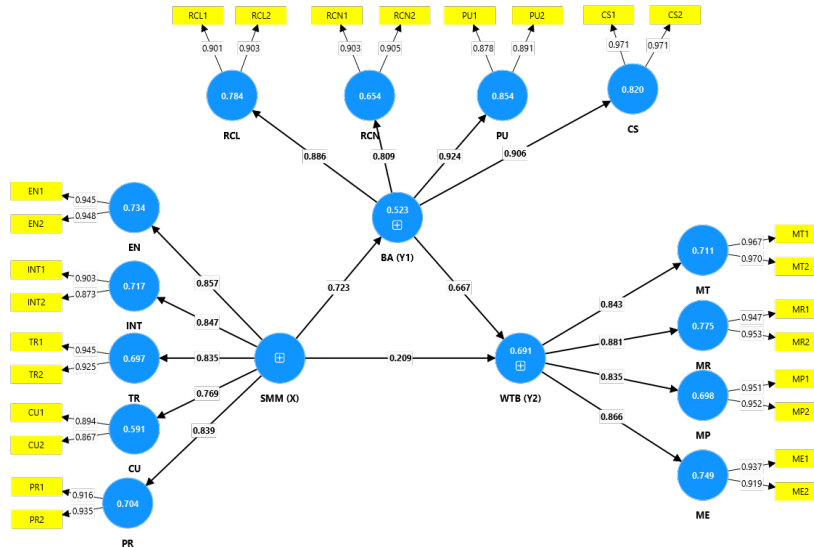 RCL1 RCL2 RCN1 RCN2 PU1 PU2 CS1 CS2
0.901 0.903 0.903 0.905 0.878 0.891 0.971 0.971
0.784 0.654 0.854 0.820
RCL RCN PU CS
0.886 0.809 0.924 0.906
EN1
0.945
EN2
0.948
0.734
EN
0.523
BA (Y1)
INT1
0.903
INT2
0.873
0.717
INT
0.857
0.847
0.723
0.667
TR1
0.945
TR2
0.925
0.697
TR
0.835
SMM (X)
0.209
0.691
WTB (Y2)
CU1
0.894
CU2
0.867
0.591
CU
0.769
0.839
PR1
0.916
PR2
0.935
0.704
PR
0.843
0.711
MT
0.967
MT1
0.970
MT2
0.881
0.775
MR
0.947
MR1
0.953
MR2
0.835
0.698
MP
0.951
MP1
0.952
MP2
0.866
0.749
ME
0.937
ME1
0.919
ME2